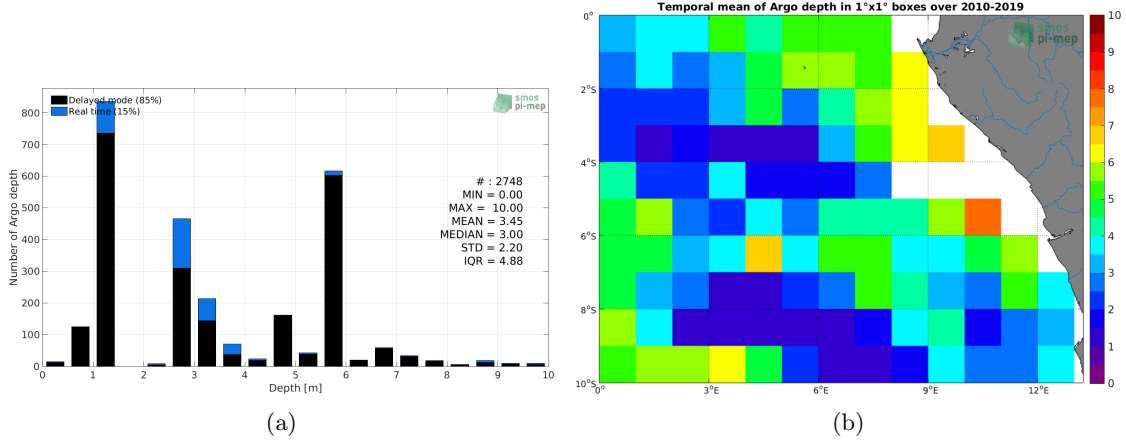 Temporal mean of Argo depth in 1°x1° boxes over 2010-2019
smos
pi-mep
Delayed mode (85%)
Real time (15%)
# : 2748
MIN = 0.00
MAX = 10.00
MEAN = 3.45
MEDIAN = 3.00
STD = 2.20
IQR = 4.88
Number of Argo depth
800
700
600
500
400
300
200
100
0
0 1 2 3 4 5 6 7 8 9 10
Depth [m]
(a)
smos
pi-mep
0°
2°S
4°S
6°S
8°S
10°S
0° 3°E 6°E 9°E 12°E
10
9
8
7
6
5
4
3
2
1
0
(b)